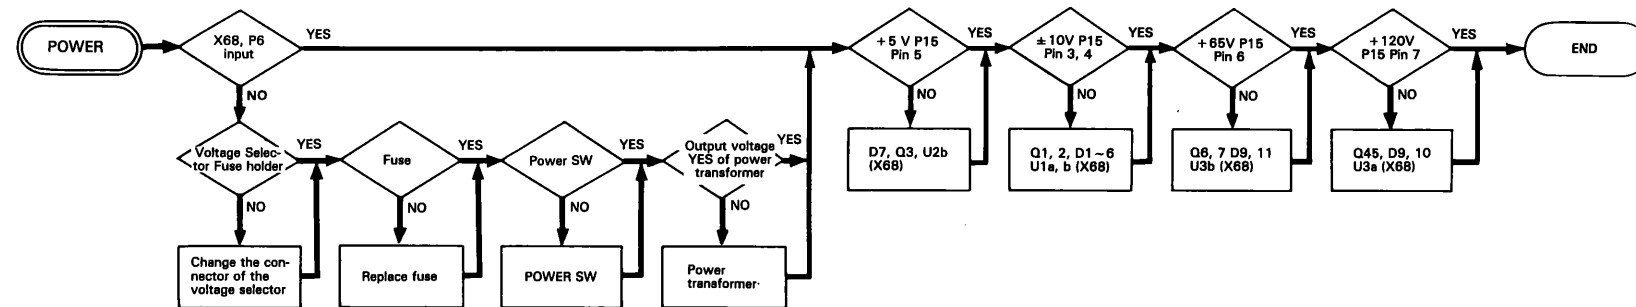 POWER
X68, P6
input
YES
NO
Voltage Selec-
tor Fuse holder
YES
NO
Change the con-
nector of the
voltage selector
Fuse
YES
NO
Replace fuse
Power SW
YES
NO
POWER SW
Output voltage
YES of power
transformer
YES
NO
Power
transformer
+5 V P15
Pin 5
YES
NO
D7, Q3, U2b
(X68)
±10V P15
Pin 3, 4
YES
NO
Q1, 2, D1~6
U1a, b (X68)
+65V P15
Pin 6
YES
NO
Q6, 7 D9, 11
U3b (X68)
+120V
P15 Pin 7
YES
NO
Q45, D9, 10
U3a (X68)
END